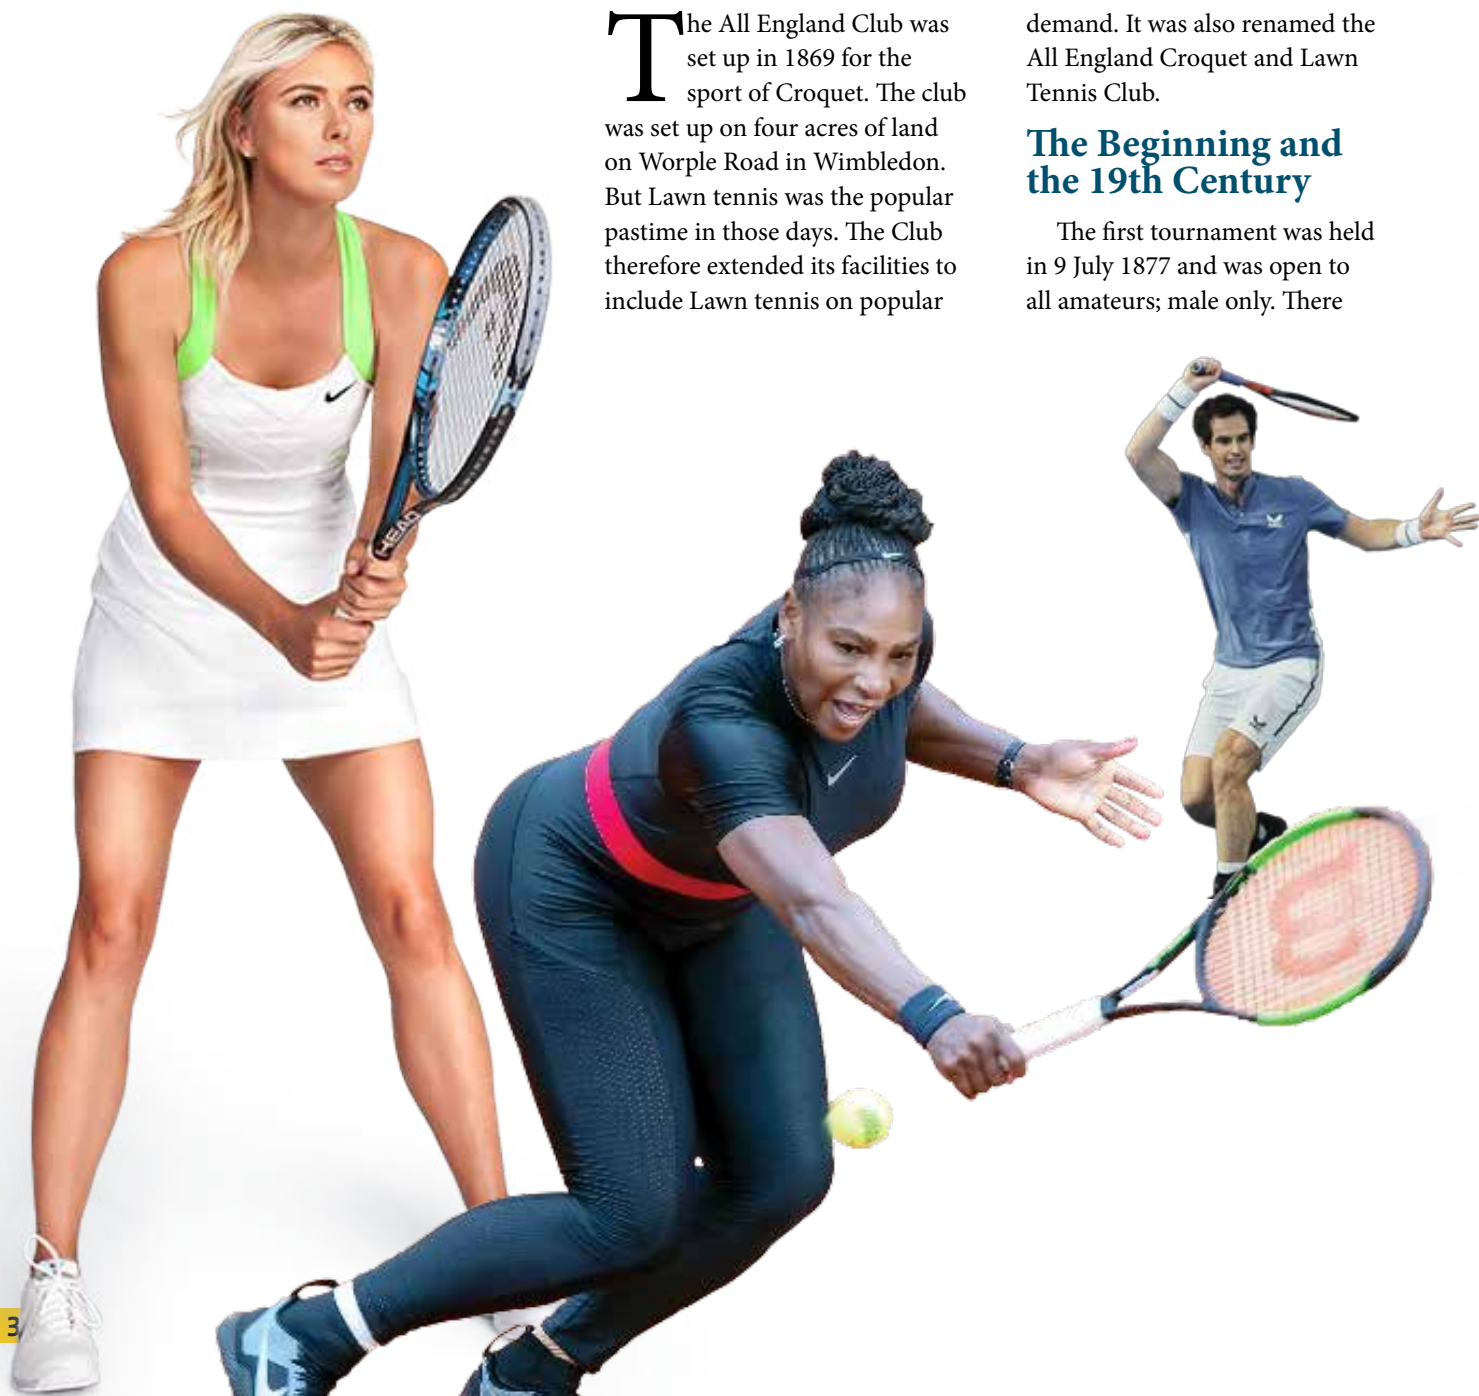 The All England Club was
set up in 1869 for the
sport of Croquet. The club
was set up on four acres of land
on Worple Road in Wimbledon.
But Lawn tennis was the popular
pastime in those days. The Club
therefore extended its facilities to
include Lawn tennis on popular
demand. It was also renamed the
All England Croquet and Lawn
Tennis Club.
The Beginning and
the 19th Century
The first tournament was held
in 9 July 1877 and was open to
all amateurs; male only. There
HEAD
W
3